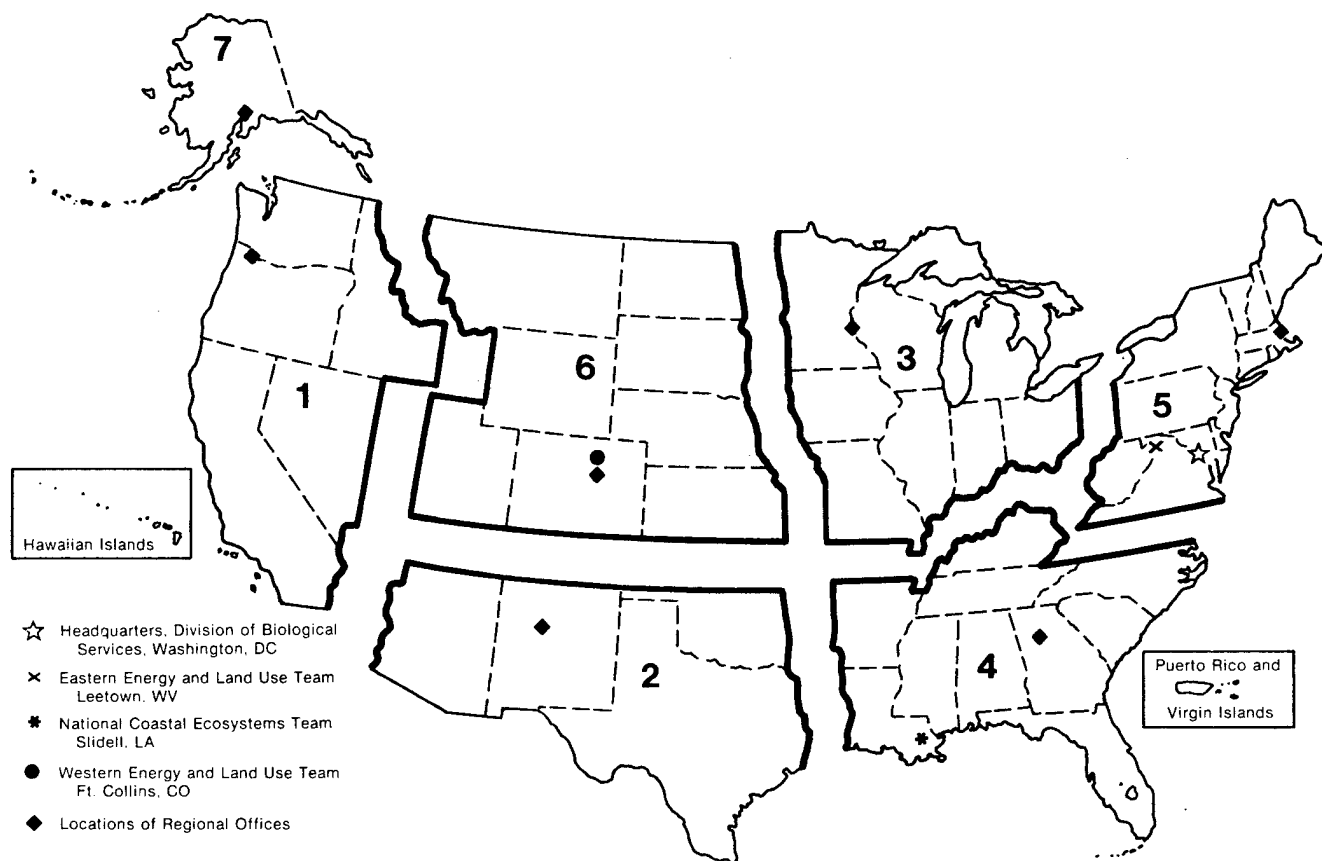 7
3
6
1
5
Hawaiian Islands
☆ Headquarters, Division of Biological
Services, Washington, DC
× Eastern Energy and Land Use Team
Leetown, WV
* National Coastal Ecosystems Team
Slidell, LA
● Western Energy and Land Use Team
Ft. Collins, CO
◆ Locations of Regional Offices
2
4
Puerto Rico and
Virgin Islands